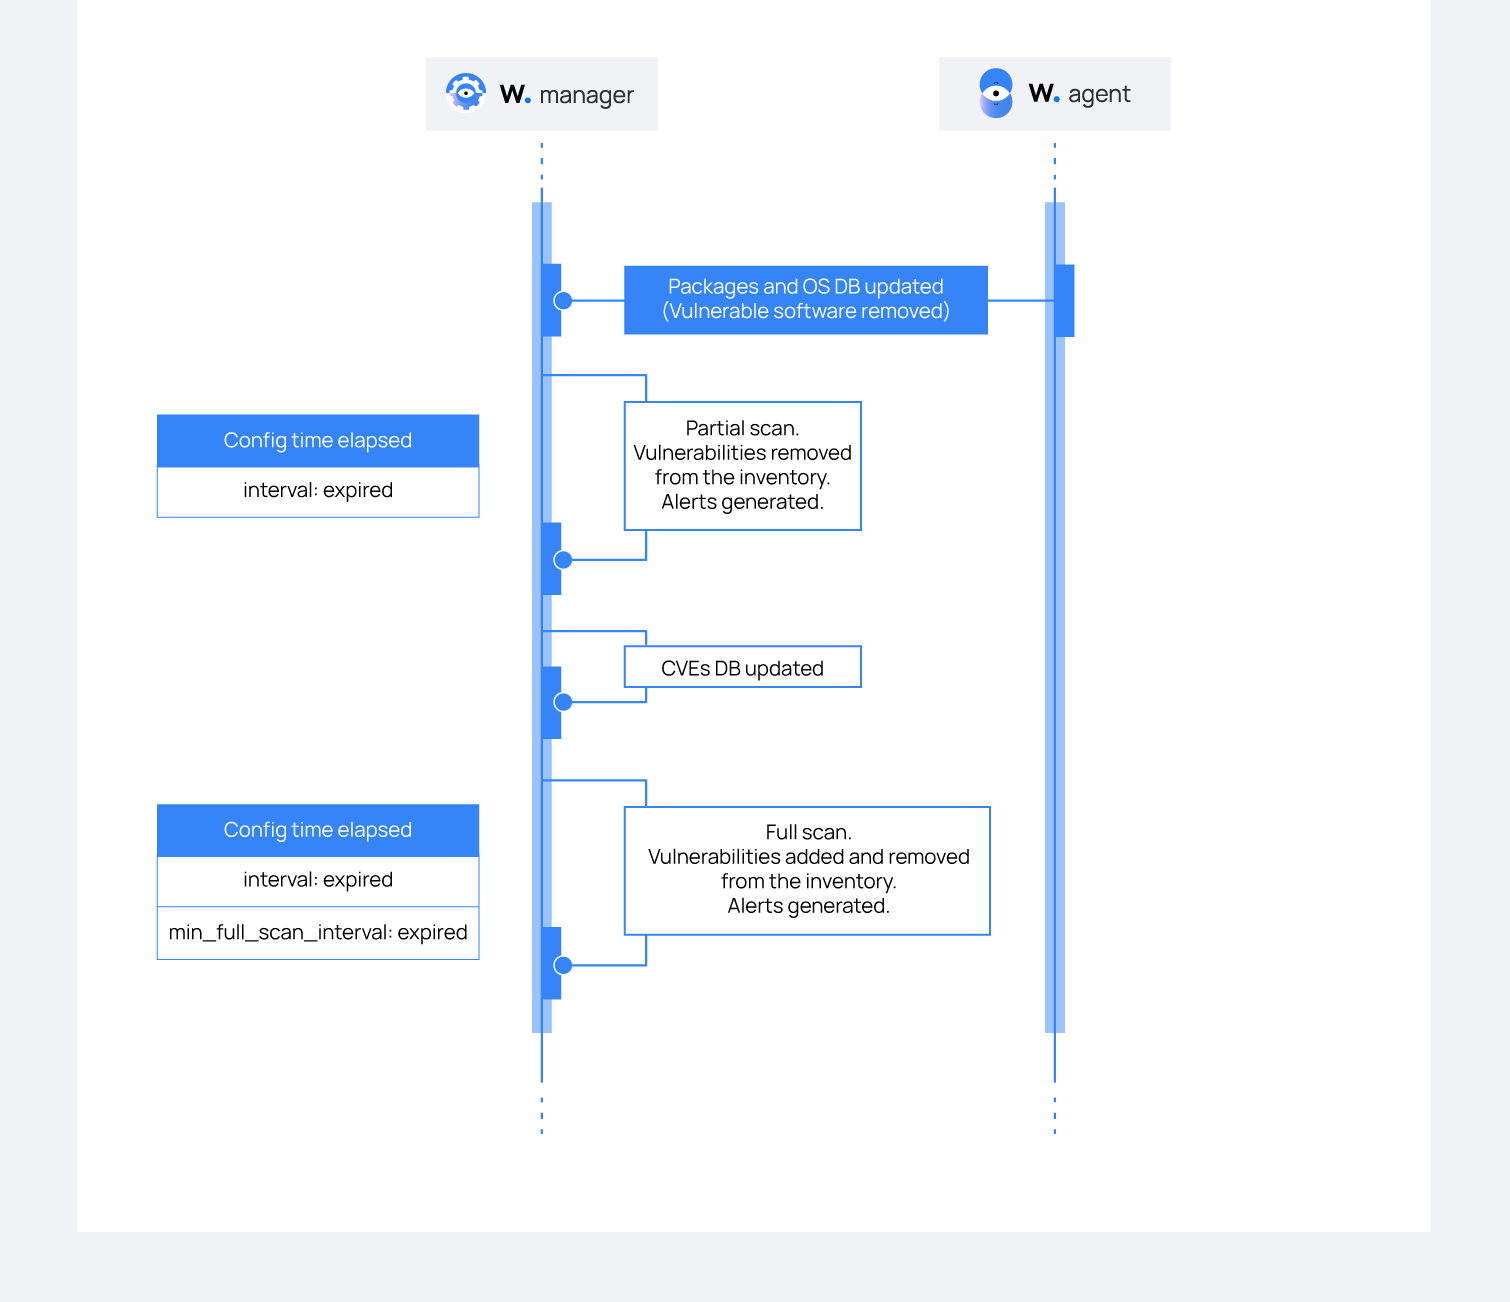 W. manager
W. agent
Packages and OS DB updated
(Vulnerable software removed)
Config time elapsed
interval: expired
Partial scan.
Vulnerabilities removed
from the inventory.
Alerts generated.
CVEs DB updated
Config time elapsed
interval: expired
min_full_scan_interval: expired
Full scan.
Vulnerabilities added and removed
from the inventory.
Alerts generated.